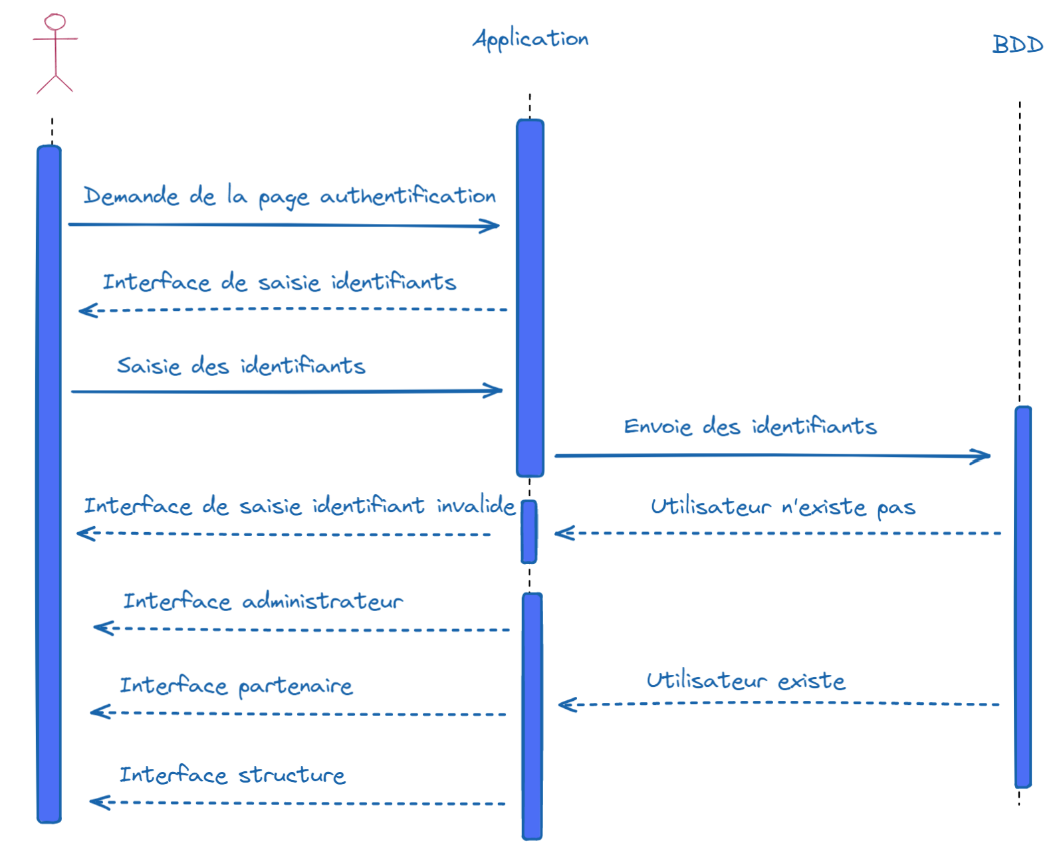 Application
BDD
Demande de la page authentification
Interface de saisie identifiants
Saisie des identifiants
Envoie des identifiants
Interface de saisie identifiant invalide
Utilisateur n'existe pas
Interface administrateur
Interface partenaire
Utilisateur existe
Interface structure